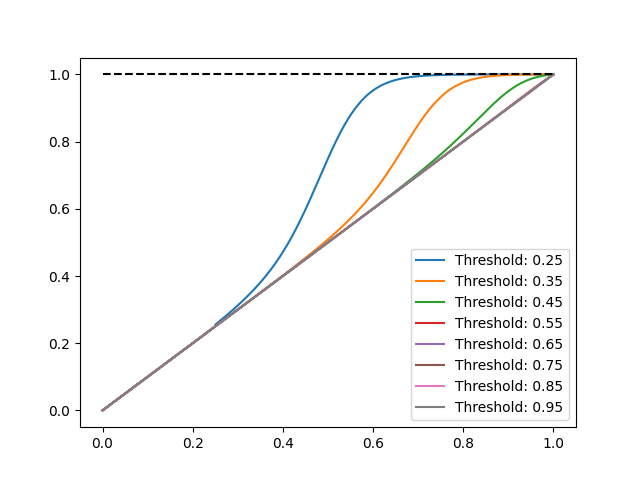 1.0
0.8
0.6
0.4
0.2
0.0
Threshold: 0.25
Threshold: 0.35
Threshold: 0.45
Threshold: 0.55
Threshold: 0.65
Threshold: 0.75
Threshold: 0.85
Threshold: 0.95
0.0 0.2 0.4 0.6 0.8 1.0